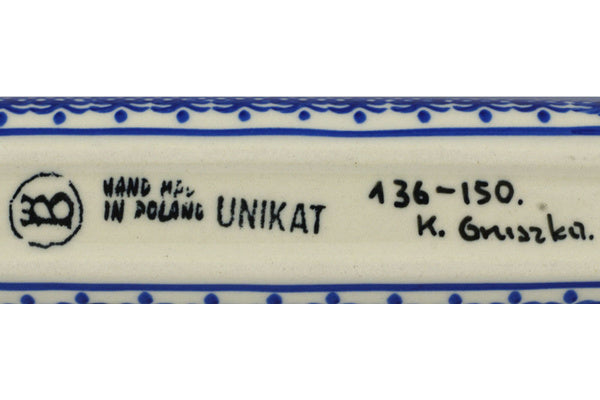 B
HAND MADE
IN POLAND
UNIKAT
136-150.
K. Gruszka.